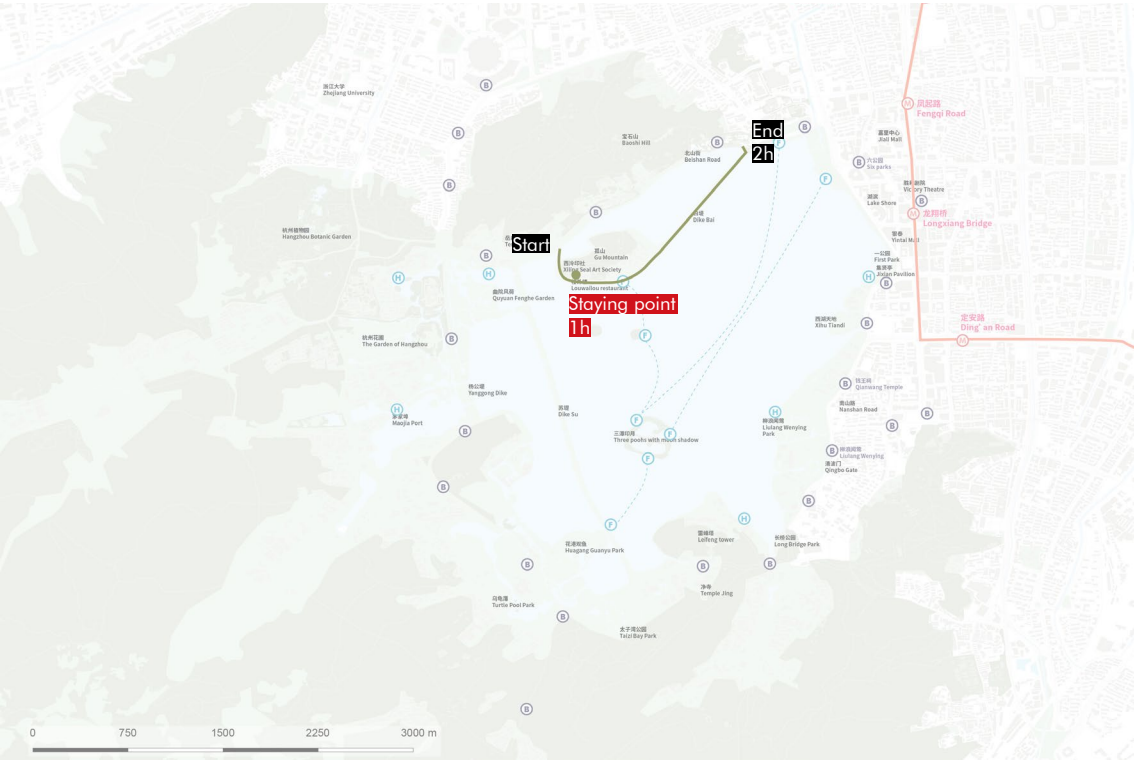 浙江大学
Zhejiang University
凤起路
Fengqi Road
嘉里中心
Jiali Mall
End
2h
宝石山
Baoshi Hill
北山街
Beishan Road
六公园
Six parks
胜利剧院
Victory Theatre
湖滨
Lake Shore
龙翔桥
Longxiang Bridge
Dike Bai
杭州植物园
Hangzhou Botanic Garden
Start
孤山
Gu Mountain
银泰
Yintai Mall
一公园
First Park
集贤亭
Jixian Pavilion
西泠印社
Xiling Seal Art Society
Louwailou restaurant
曲院风荷
Quyuan Fenghe Garden
Staying point
1h
西湖天地
Xihu Tiandi
定安路
Ding' an Road
杭州花圃
The Garden of Hangzhou
杨公堤
Yanggong Dike
钱王祠
Qianwang Temple
南山路
Nanshan Road
苏堤
Dike Su
茅家埠
Maojia Port
柳浪闻莺
Liulang Wenying
Park
三潭印月
Three poohs with moon shadow
柳浪闻莺
Liulang Wenying
清波门
Qingbo Gate
花港观鱼
Huagang Guanyu Park
雷峰塔
Leifeng tower
长桥公园
Long Bridge Park
净寺
Temple Jing
Turtle Pool Park
太子湾公园
Taizi Bay Park
0 750 1500 2250 3000 m